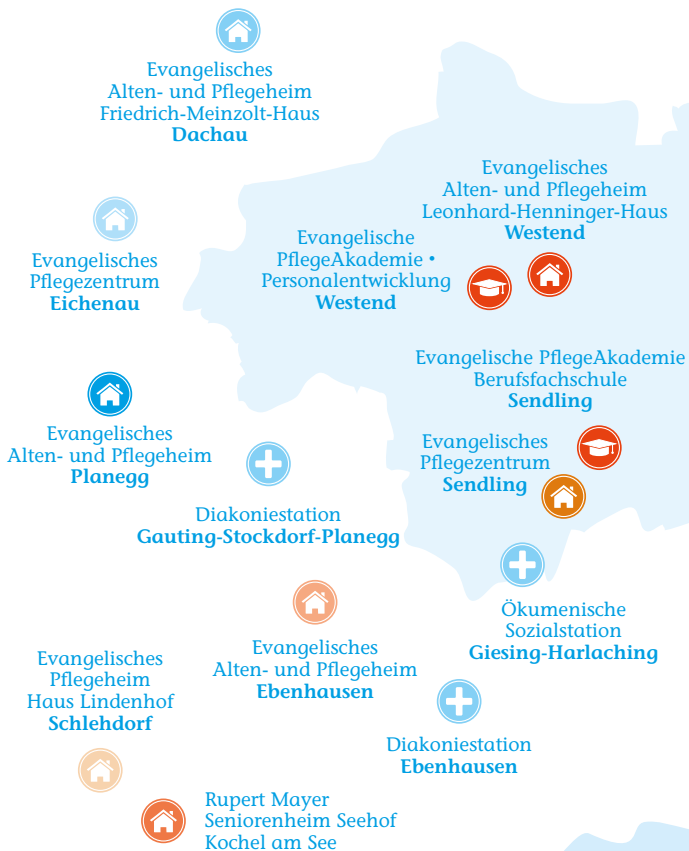 Evangelisches
Alten- und Pflegeheim
Friedrich-Meinzolt-Haus
Dachau
Evangelisches
Alten- und Pflegeheim
Leonhard-Henninger-Haus
Westend
Evangelische
PflegeAkademie •
Personalentwicklung
Westend
Evangelisches
Pflegezentrum
Eichenau
Evangelische PflegeAkademie
Berufsfachschule
Sendling
Evangelisches
Alten- und Pflegeheim
Planegg
Evangelisches
Pflegezentrum
Sendling
Diakoniestation
Gauting-Stockdorf-Planegg
Ökumenische
Sozialstation
Giesing-Harlaching
Evangelisches
Alten- und Pflegeheim
Ebenhausen
Evangelisches
Pflegeheim
Haus Lindenhof
Schlehdorf
Diakoniestation
Ebenhausen
Rupert Mayer
Seniorenheim Seehof
Kochel am See